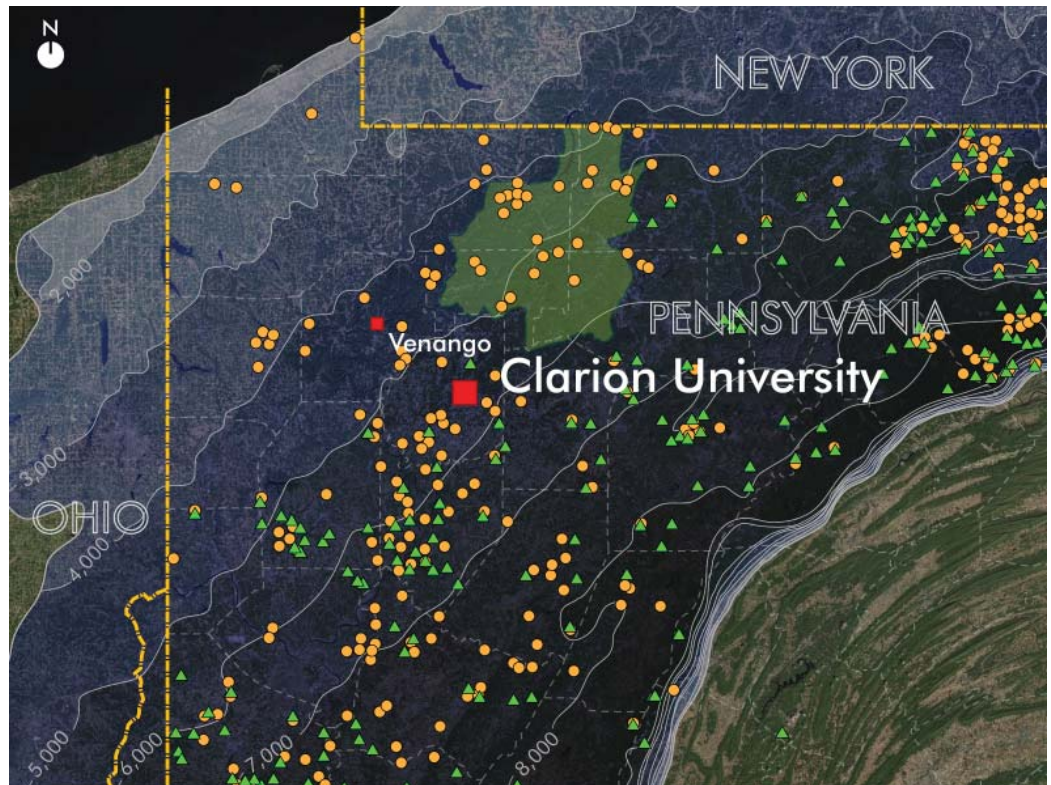 N
NEW YORK
2,000
PENNSYLVANIA
Venango
Clarion University
3,000
OHIO
4,000
5,000
6,000
7,000
8,000